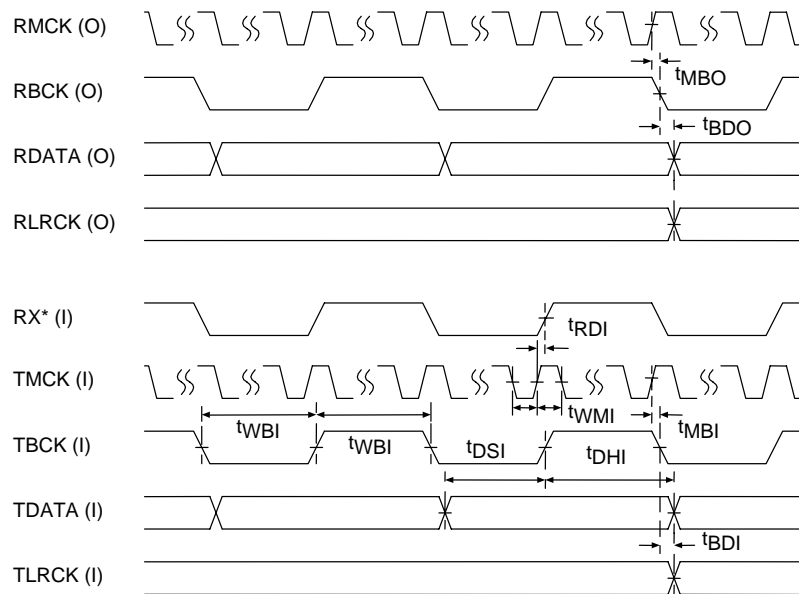 RMCK (O)
tMBO
RBCK (O)
tBDO
RDATA (O)
RLRCK (O)
RX* (I)
tRDI
TMCK (I)
tWMI
tMBI
TBCK (I)
tWBI
tWBI
tDSI
tDHI
TDATA (I)
tBDI
TLRCK (I)